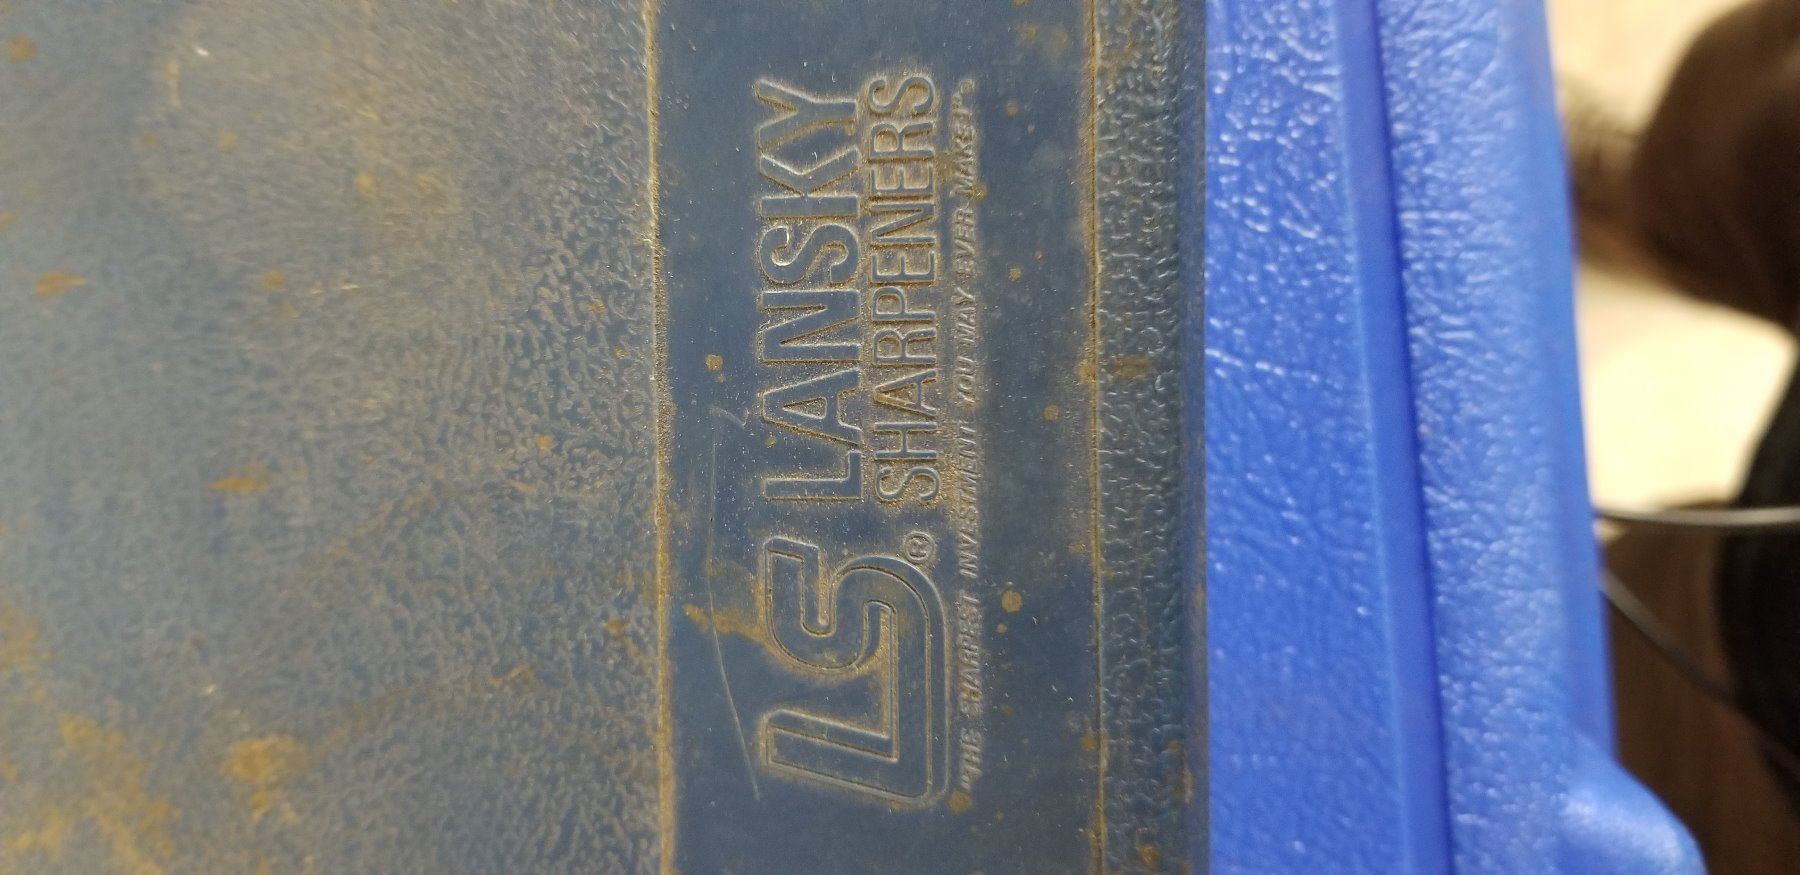 LS® LANSKY
SHARPENERS
"THE SHARPEST INVESTMENT YOU MAY EVER MAKE!"